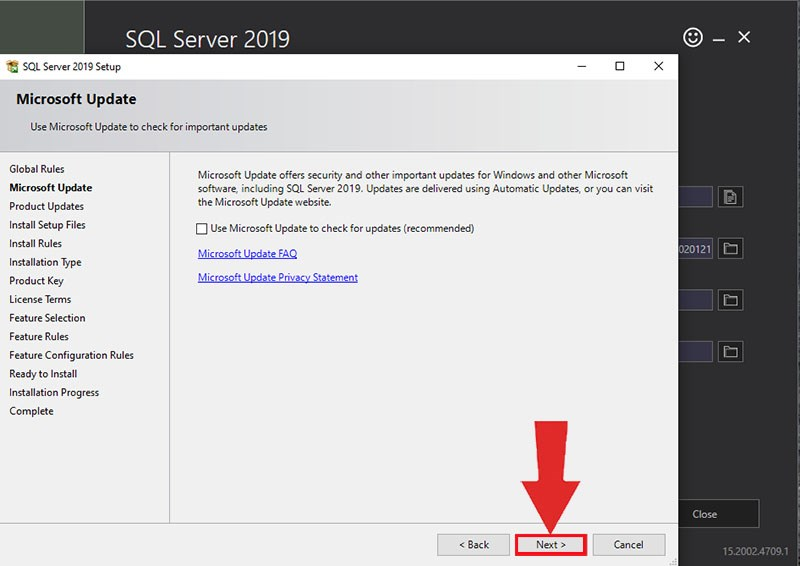 SQL Server 2019
SQL Server 2019 Setup
Microsoft Update
Use Microsoft Update to check for important updates
Global Rules
Microsoft Update
Product Updates
Install Setup Files
Install Rules
Installation Type
Product Key
License Terms
Feature Selection
Feature Rules
Feature Configuration Rules
Ready to Install
Installation Progress
Complete
Microsoft Update offers security and other important updates for Windows and other Microsoft
software, including SQL Server 2019. Updates are delivered using Automatic Updates, or you can visit
the Microsoft Update website.
Use Microsoft Update to check for updates (recommended)
Microsoft Update FAQ
Microsoft Update Privacy Statement
020121
Close
< Back
Next >
Cancel
15.2002.4709.1